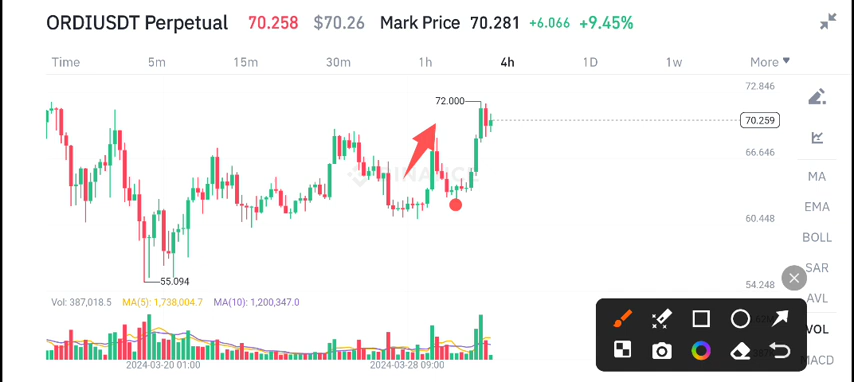 ORDIUSDT Perpetual 70.258 $70.26 Mark Price 70.281 +6.066 +9.45%
Time 5m 15m 30m 1h 4h 1D 1w More
72.846
72.000
70.259
66.646
MA
BINANCE
EMA
60.448
BOLL
SAR
55.094
54.248
AVL
Vol: 387,018.5 MA(5): 1,738,004.7 MA(10): 1,200,347.0
VOL
MACD
2024-03-20 01:00 2024-03-28 09:00